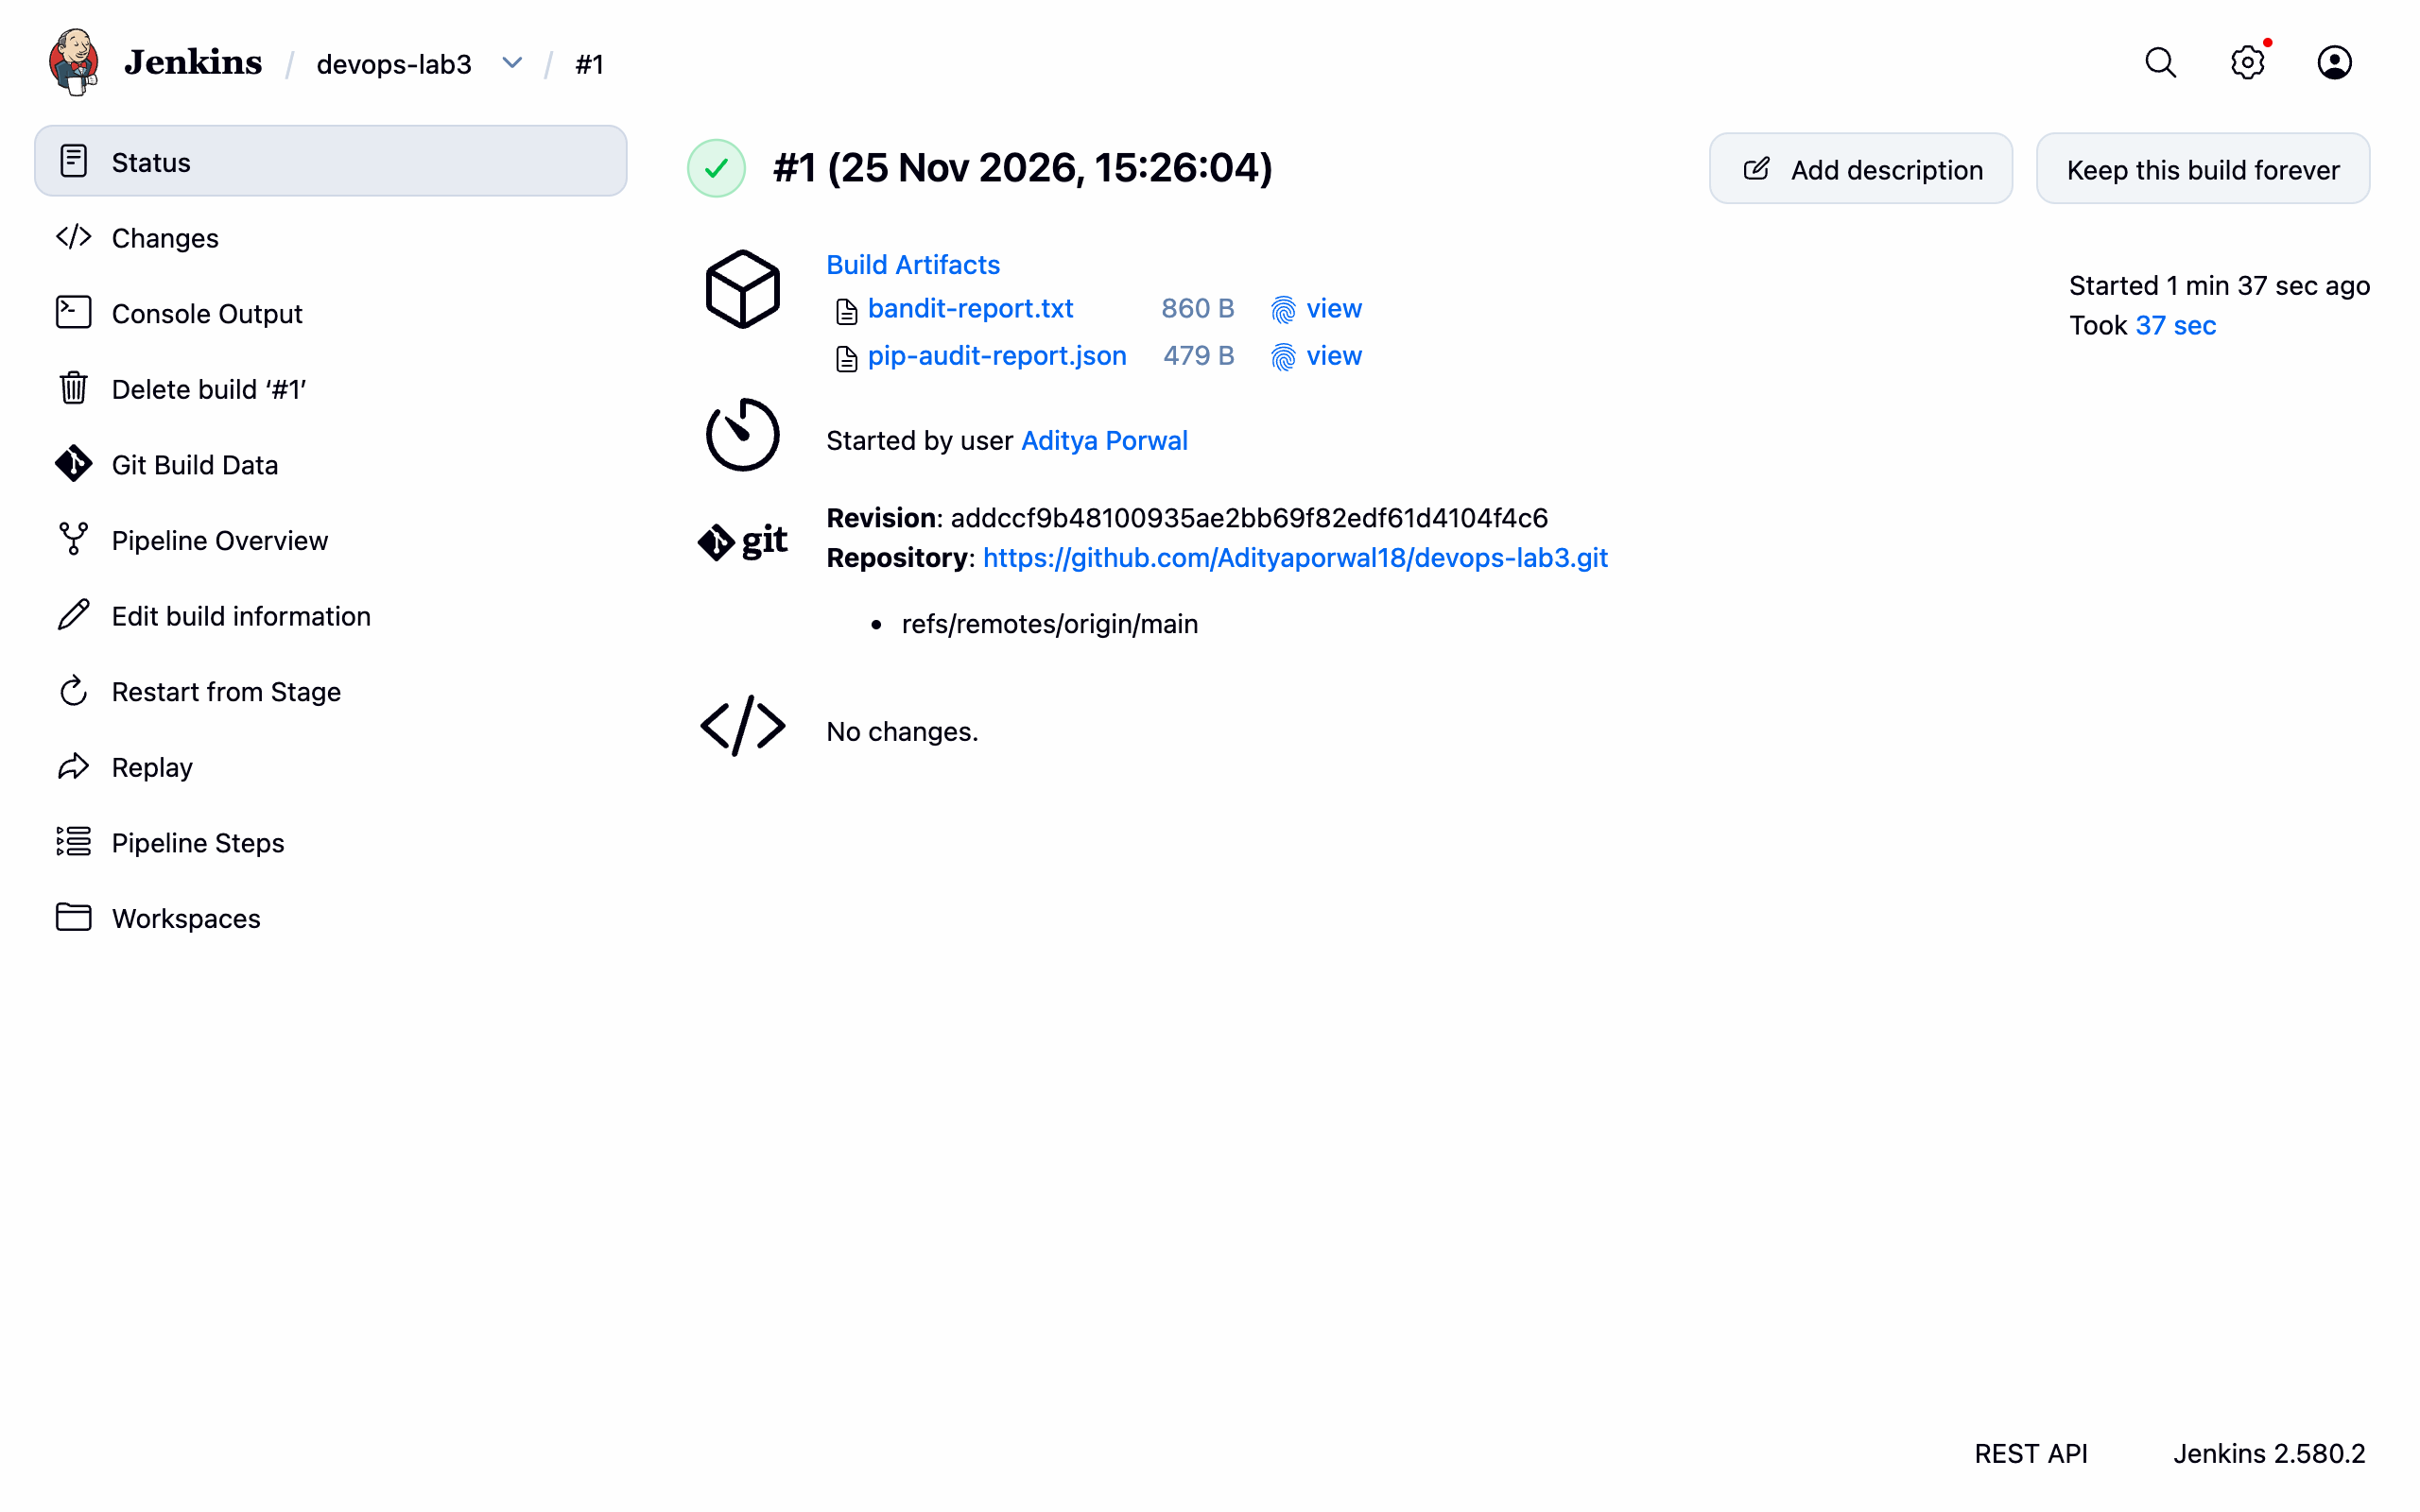 Jenkins / devops-lab3 / #1
Status
Changes
Console Output
Delete build ‘#1’
Git Build Data
Pipeline Overview
Edit build information
Restart from Stage
Replay
Pipeline Steps
Workspaces
#1 (25 Nov 2026, 15:26:04)
Add description
Keep this build forever
Started 1 min 37 sec ago
Took 37 sec
Build Artifacts
bandit-report.txt 860 B view
pip-audit-report.json 479 B view
Started by user Aditya Porwal
git
Revision: addccf9b48100935ae2bb69f82edf61d4104f4c6
Repository: https://github.com/Adityaporwal18/devops-lab3.git
• refs/remotes/origin/main
No changes.
REST API
Jenkins 2.580.2